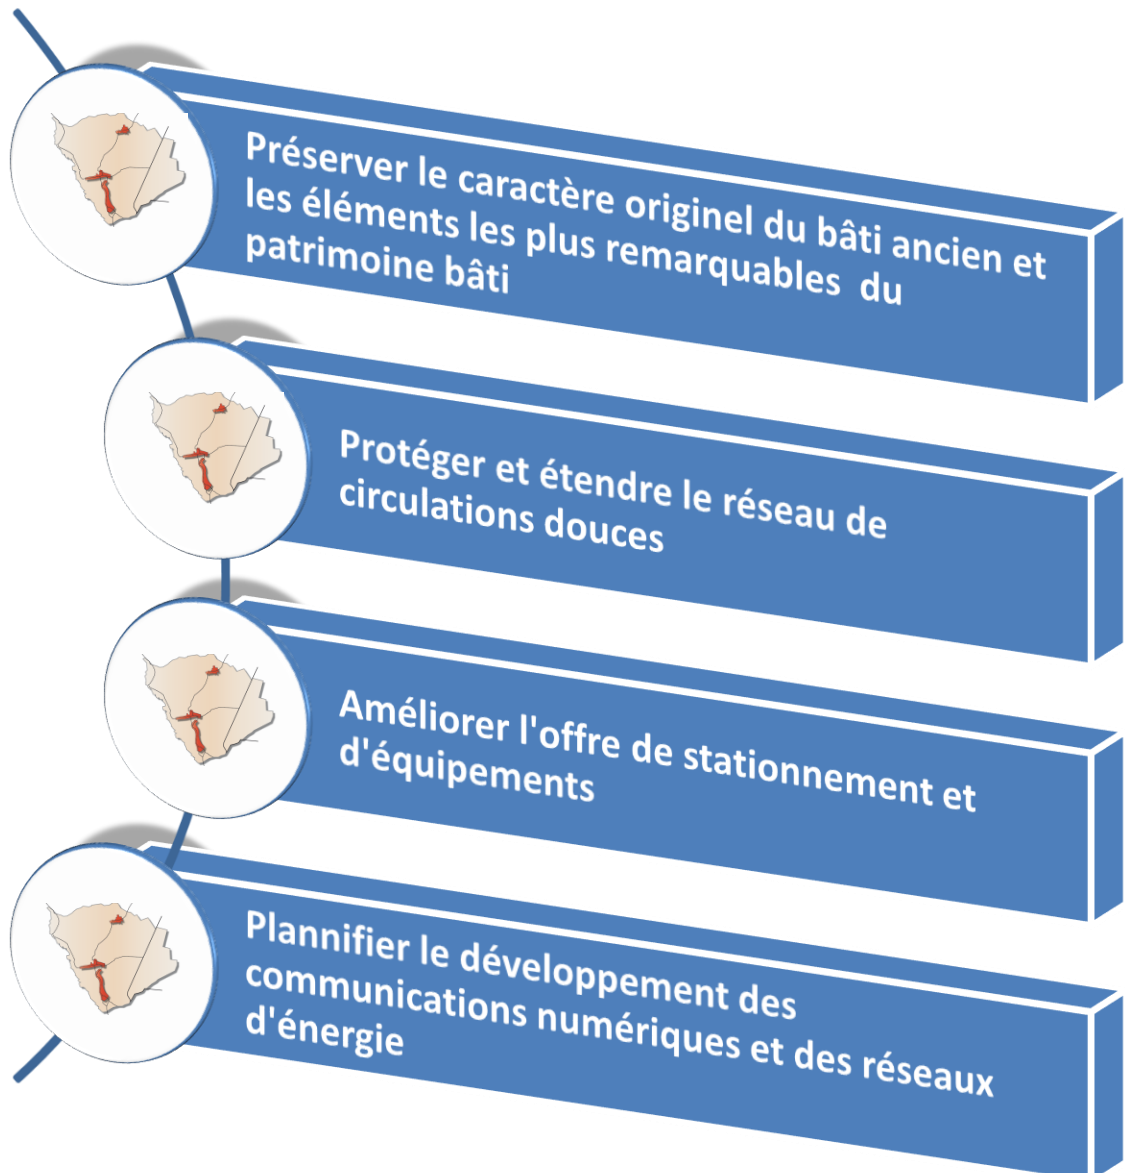 Préserver le caractère originel du bâti ancien et
les éléments les plus remarquables  du
patrimoine bâti
Protéger et étendre le réseau de
circulations douces
Améliorer l'offre de stationnement et
d'équipements
Plannifier le développement des
communications numériques et des réseaux
d'énergie